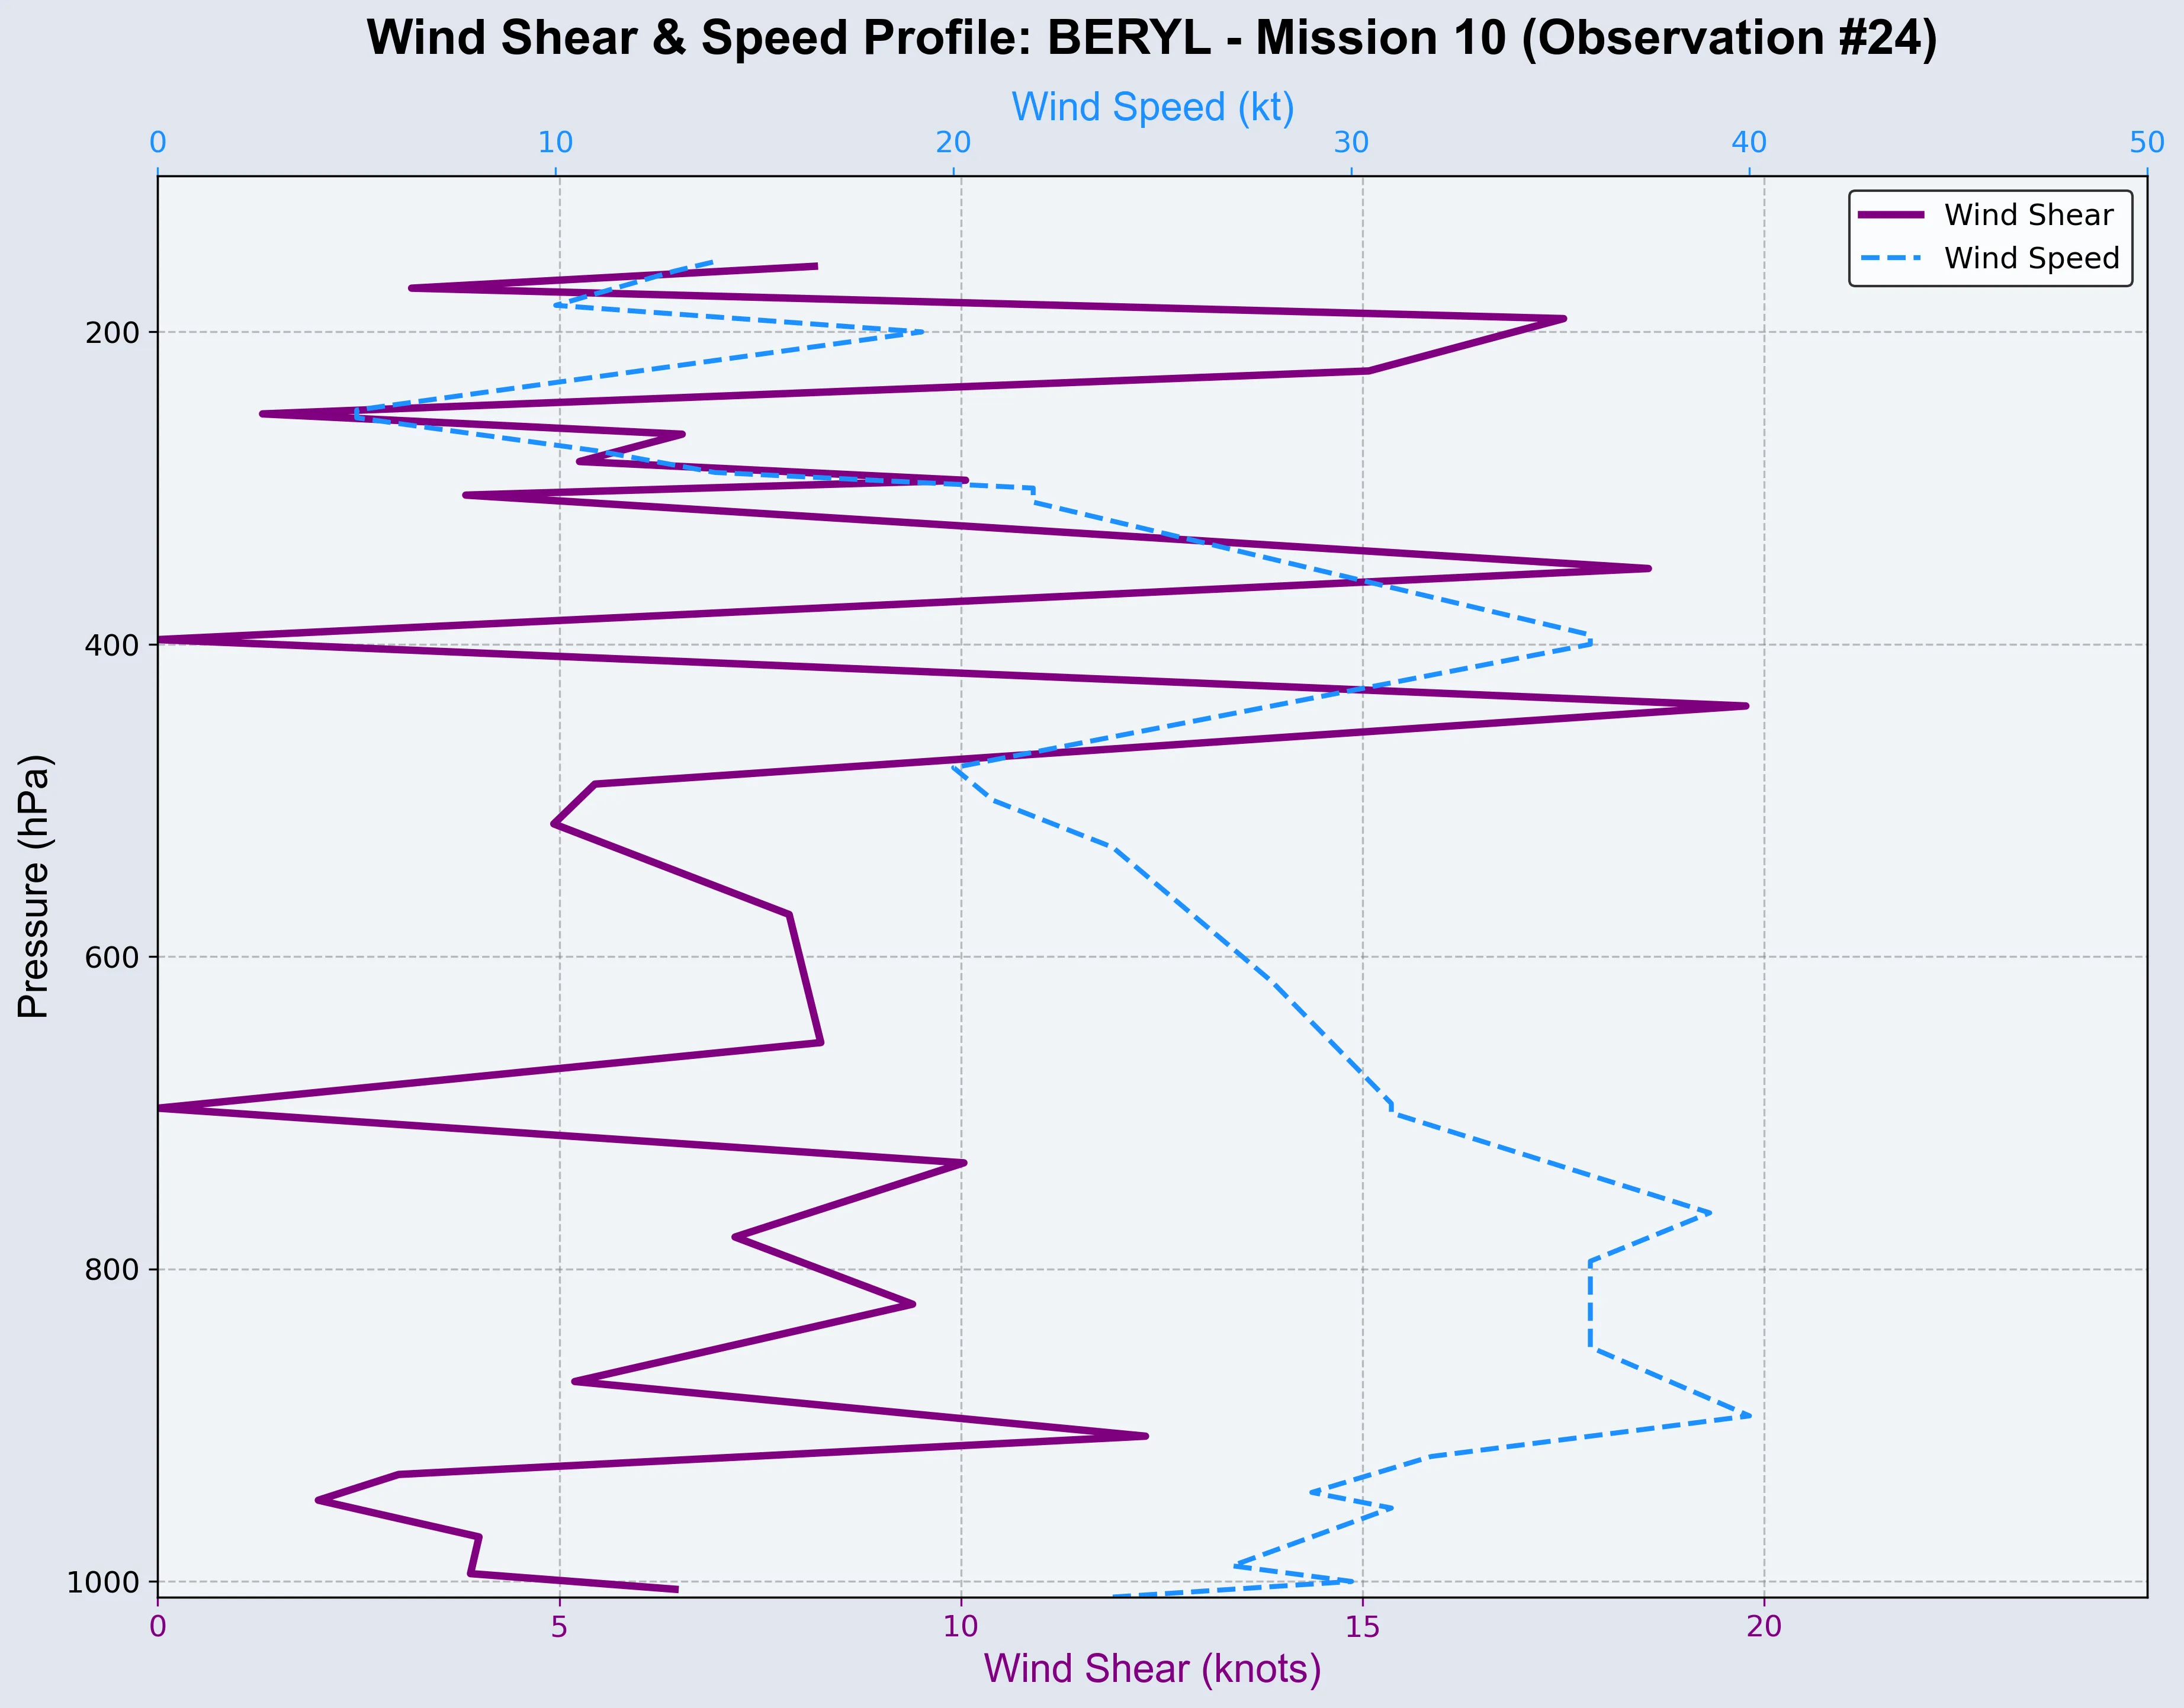 Wind Shear & Speed Profile: BERYL - Mission 10 (Observation #24)
Wind Speed (kt)
0 10 20 30 40 50
Wind Shear
Wind Speed
Pressure (hPa)
200
400
600
800
1000
0 5 10 15 20
Wind Shear (knots)